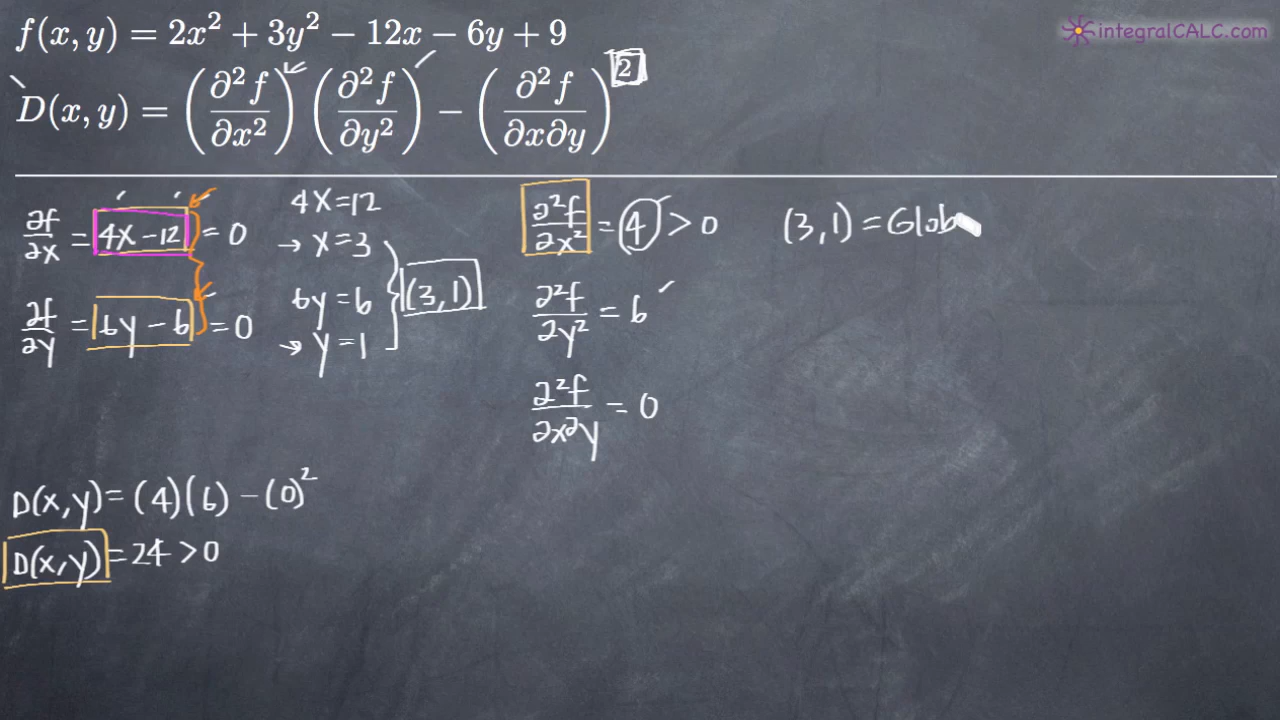 f(x, y) = 2x² + 3y² − 12x − 6y + 9
integralCALC.com
D(x, y) = (∂²f/∂x²) (∂²f/∂y²) − (∂²f/∂x∂y)²
∂f/∂x = 4x − 12 = 0
∂f/∂y = 6y − 6 = 0
4x = 12
→ x = 3
6y = 6
→ y = 1
(3, 1)
∂²f/∂x² = 4 > 0
∂²f/∂y² = 6
∂²f/∂x∂y = 0
(3, 1) = Glob
D(x, y) = (4)(6) − (0)²
D(x, y) = 24 > 0